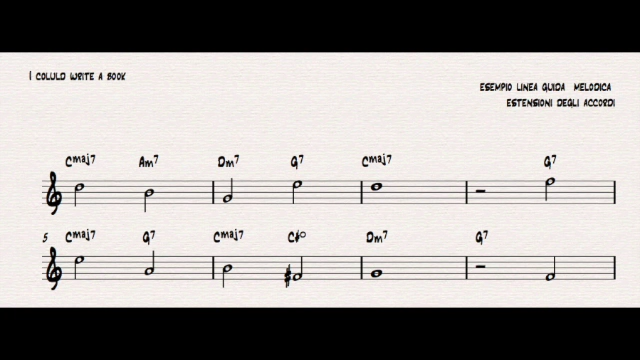 I COLULD WRITE A BOOK
ESEMPIO LINEA GUIDA MELODICA
ESTENSIONI DEGLI ACCORDI
Cmaj7 Am7 Dm7 G7 Cmaj7 G7
5 Cmaj7 G7 Cmaj7 C#o Dm7 G7